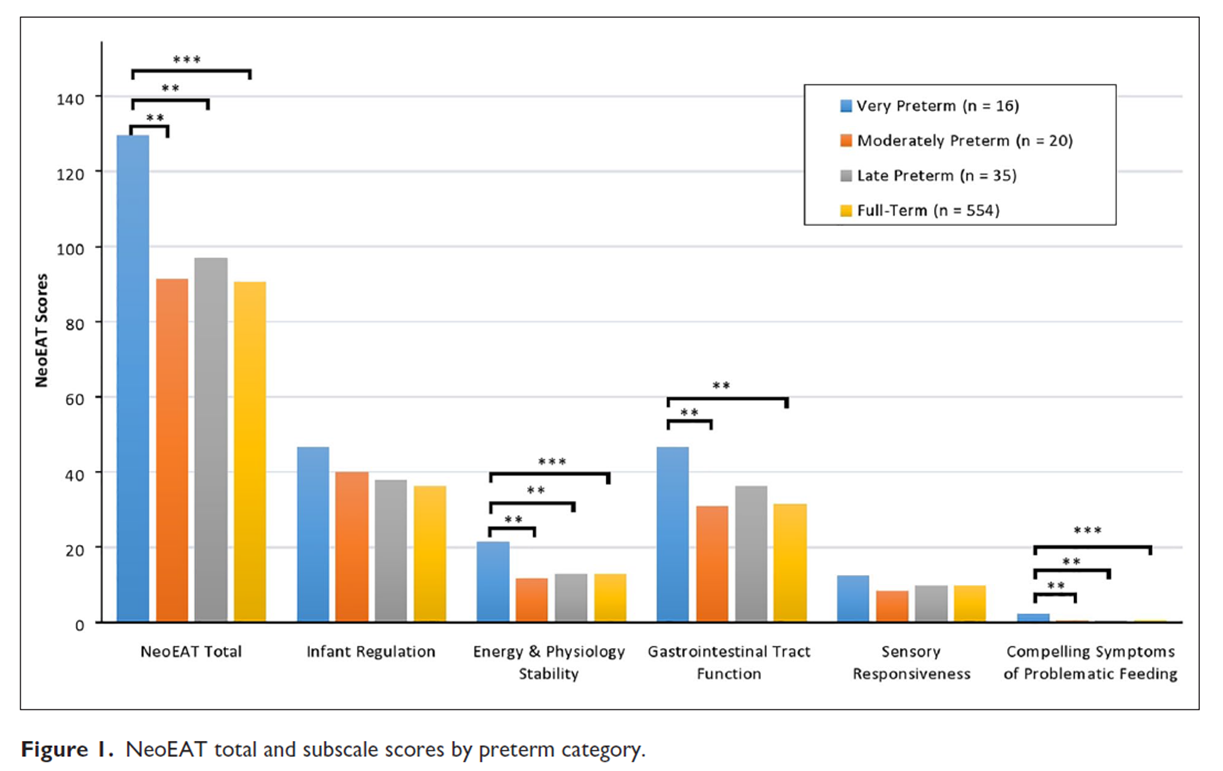 ***
**
**
140
120
100
80
60
40
20
0
NeoEAT Scores
Very Preterm (n = 16)
Moderately Preterm (n = 20)
Late Preterm (n = 35)
Full-Term (n = 554)
**
**
***
**
**
***
**
**
NeoEAT Total
Infant Regulation
Energy & Physiology
Stability
Gastrointestinal Tract
Function
Sensory
Responsiveness
Compelling Symptoms
of Problematic Feeding
Figure 1. NeoEAT total and subscale scores by preterm category.